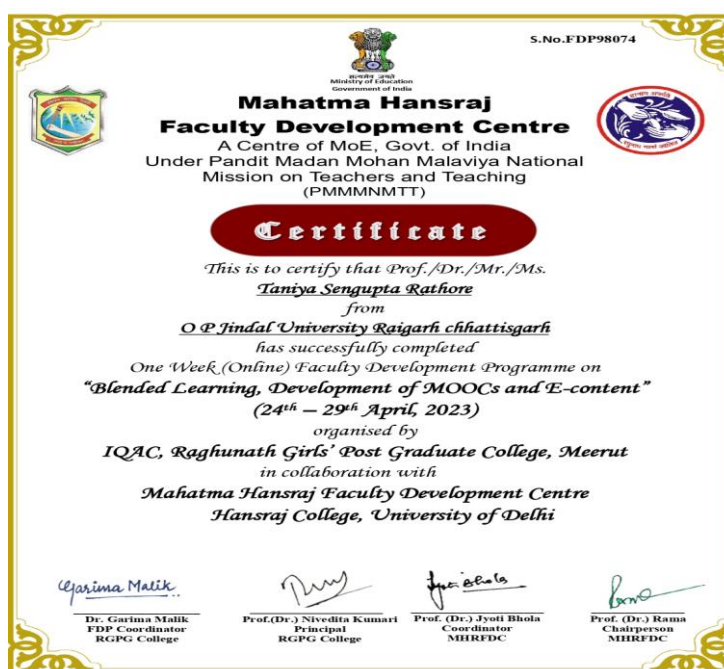 S.No.FDP98074
सत्यमेव जयते
Ministry of Education
Government of India
Mahatma Hansraj
Faculty Development Centre
A Centre of MoE, Govt. of India
Under Pandit Madan Mohan Malaviya National
Mission on Teachers and Teaching
(PMMMNMTT)
Certificate
This is to certify that Prof./Dr./Mr./Ms.
Taniya Sengupta Rathore
from
O P Jindal University Raigarh chhattisgarh
has successfully completed
One Week (Online) Faculty Development Programme on
"Blended Learning, Development of MOOCs and E-content"
(24th – 29th April, 2023)
organised by
IQAC, Raghunath Girls' Post Graduate College, Meerut
in collaboration with
Mahatma Hansraj Faculty Development Centre
Hansraj College, University of Delhi
Garima Malik
Jyoti Bhola
Rama
Dr. Garima Malik
FDP Coordinator
RGPG College
Prof.(Dr.) Nivedita Kumari
Principal
RGPG College
Prof. (Dr.) Jyoti Bhola
Coordinator
MHRFDC
Prof. (Dr.) Rama
Chairperson
MHRFDC